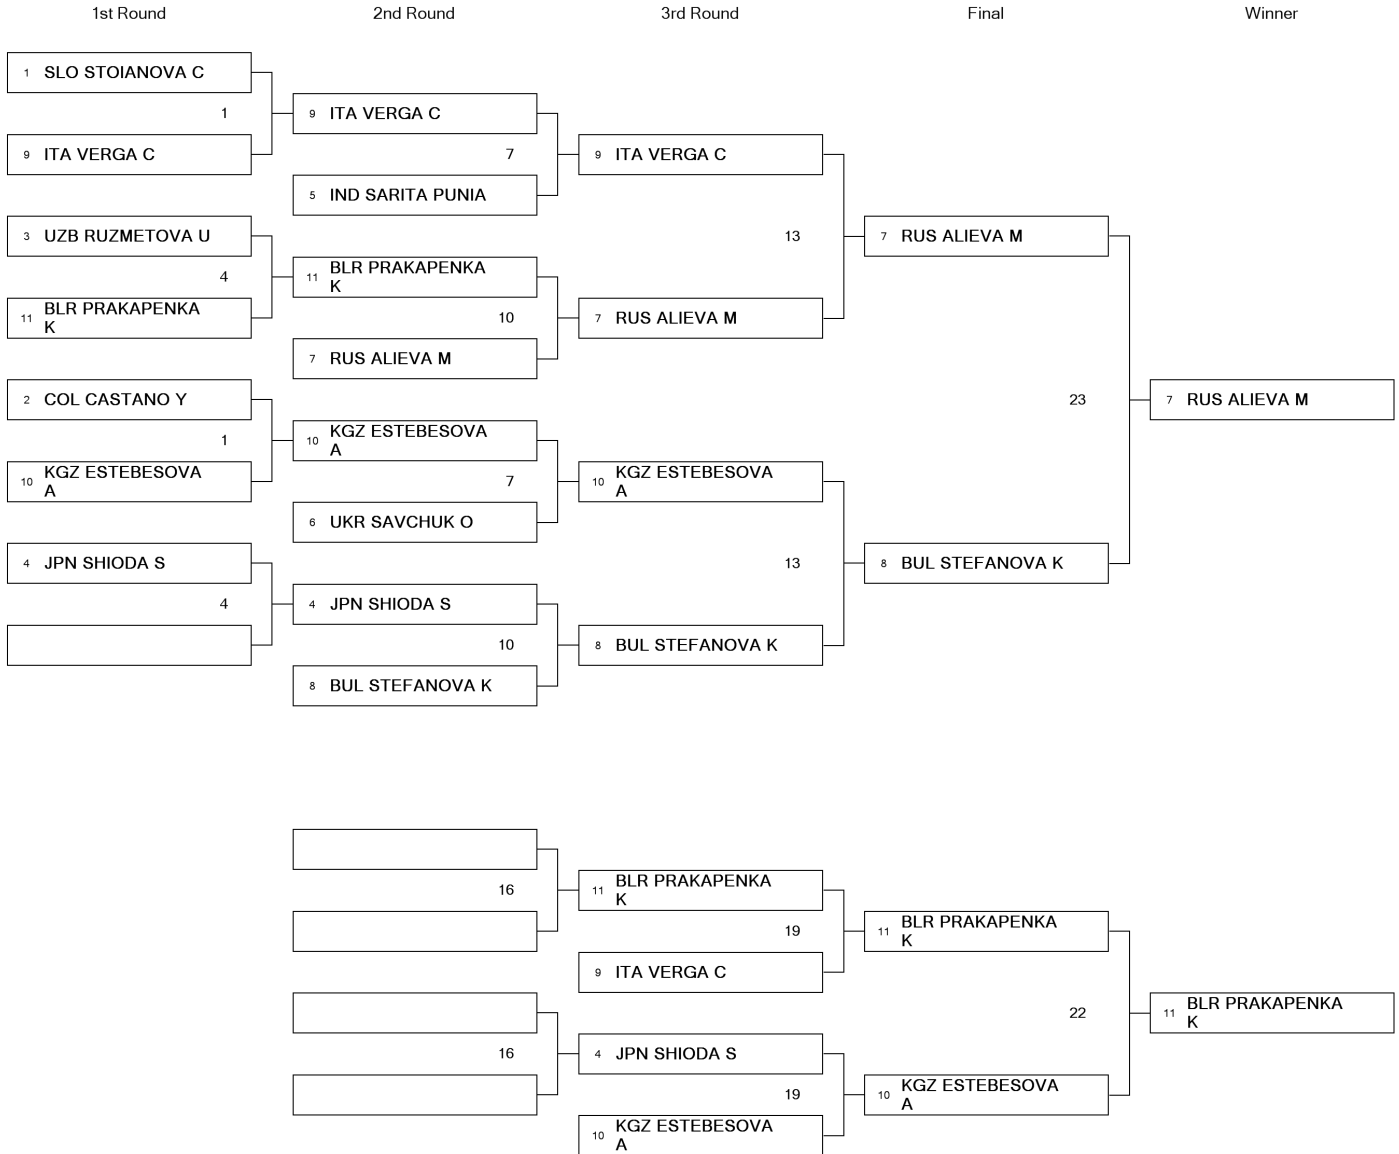 1st Round 2nd Round 3rd Round Final Winner
1 SLO STOIANOVA C
1
9 ITA VERGA C
9 ITA VERGA C
7
9 ITA VERGA C
5 IND SARITA PUNIA
3 UZB RUZMETOVA U
13
7 RUS ALIEVA M
4
11 BLR PRAKAPENKA
K
11 BLR PRAKAPENKA
K
10
7 RUS ALIEVA M
7 RUS ALIEVA M
2 COL CASTANO Y
23
7 RUS ALIEVA M
1
10 KGZ ESTEBESOVA
A
10 KGZ ESTEBESOVA
A
7
10 KGZ ESTEBESOVA
A
6 UKR SAVCHUK O
4 JPN SHIODA S
13
8 BUL STEFANOVA K
4
4 JPN SHIODA S
10
8 BUL STEFANOVA K
8 BUL STEFANOVA K
16
11 BLR PRAKAPENKA
K
19
11 BLR PRAKAPENKA
K
9 ITA VERGA C
22
11 BLR PRAKAPENKA
K
16
4 JPN SHIODA S
19
10 KGZ ESTEBESOVA
A
10 KGZ ESTEBESOVA
A